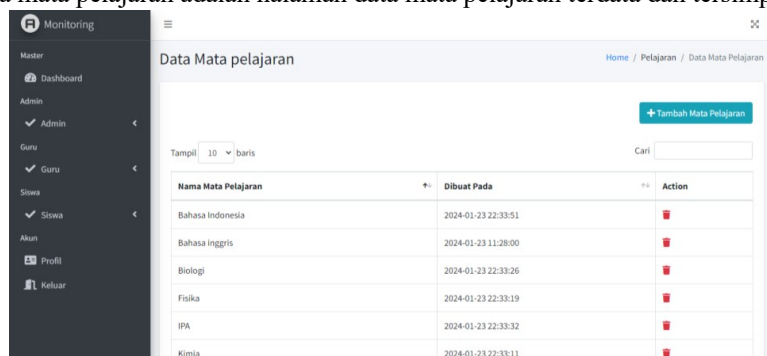 a mata pelajaran adalah halaman data mata pelajaran terdata dan tersimp
Monitoring
Master
Dashboard
Admin
Admin
Guru
Guru
Siswa
Siswa
Akun
Profil
Keluar
Data Mata pelajaran
Home / Pelajaran / Data Mata Pelajaran
+ Tambah Mata Pelajaran
Tampil 10 baris
Cari
Nama Mata Pelajaran Dibuat Pada Action
Bahasa Indonesia 2024-01-23 22:33:51
Bahasa inggris 2024-01-23 11:28:00
Biologi 2024-01-23 22:33:26
Fisika 2024-01-23 22:33:19
IPA 2024-01-23 22:33:32
Kimia 2024-01-23 22:33:11